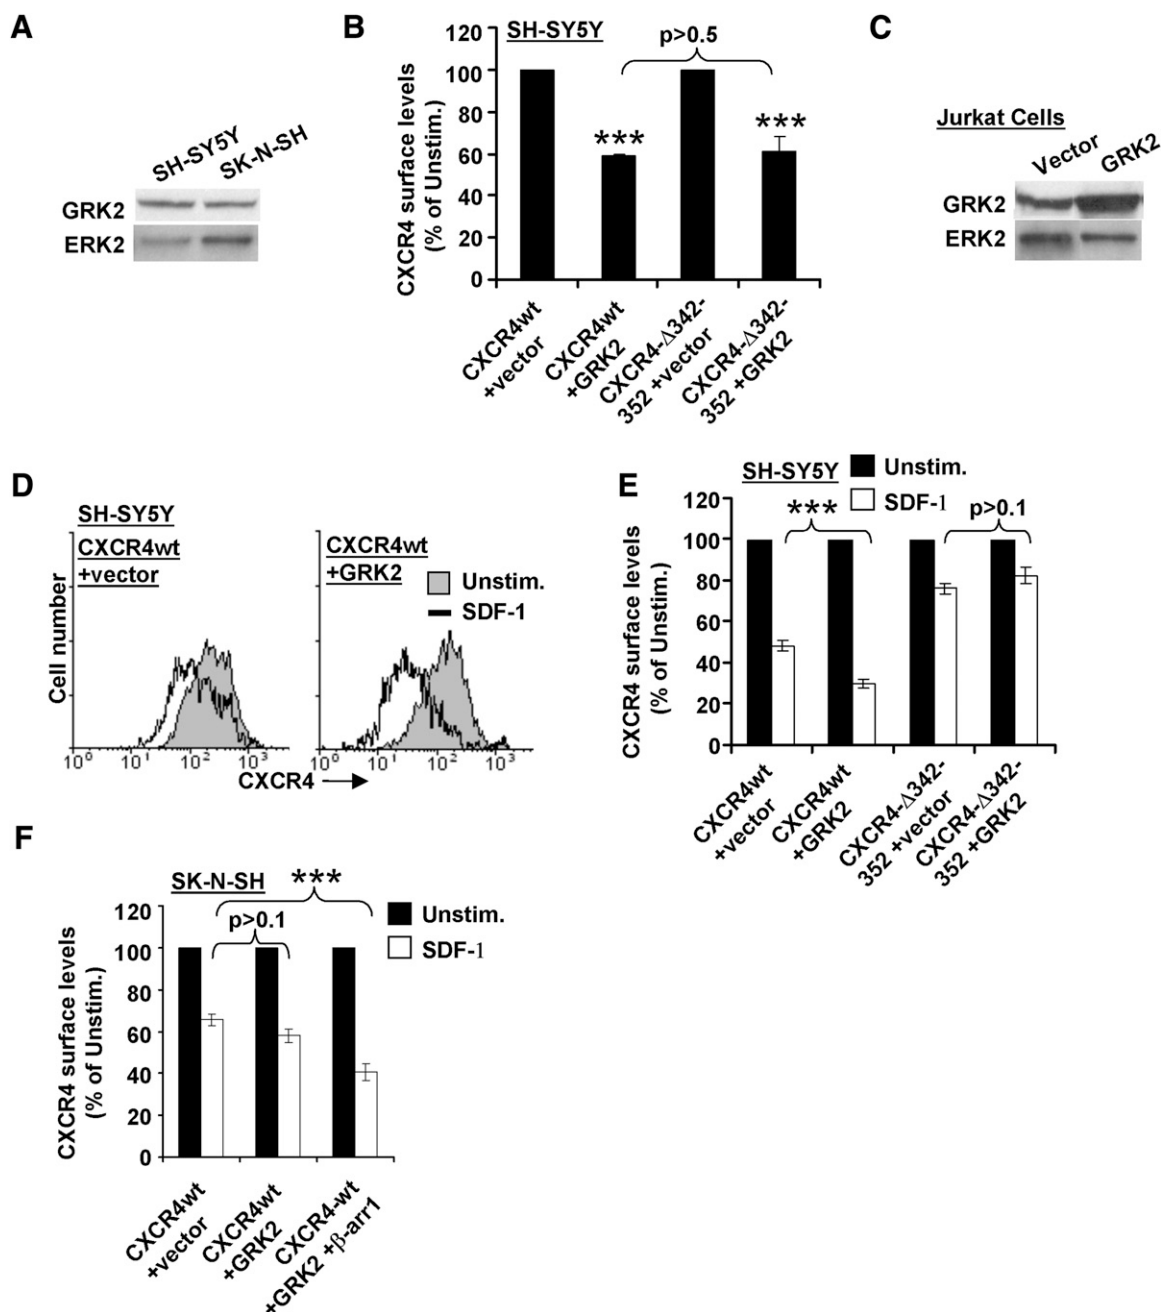 A
SH-SY5Y
SK-N-SH
GRK2
ERK2
B
SH-SY5Y
p>0.5
CXCR4 surface levels
(% of Unstim.)
120
100
80
60
40
20
0
***
***
CXCR4wt
+vector
CXCR4wt
+GRK2
CXCR4-Δ342-
352 +vector
CXCR4-Δ342-
352 +GRK2
C
Jurkat Cells
Vector
GRK2
GRK2
ERK2
D
SH-SY5Y
CXCR4wt
+vector
CXCR4wt
+GRK2
Unstim.
SDF-1
Cell number
10⁰ 10¹ 10² 10³
10⁰ 10¹ 10² 10³
CXCR4
E
SH-SY5Y
Unstim.
SDF-1
***
p>0.1
CXCR4 surface levels
(% of Unstim.)
120
100
80
60
40
20
0
CXCR4wt
+vector
CXCR4wt
+GRK2
CXCR4-Δ342-
352 +vector
CXCR4-Δ342-
352 +GRK2
F
SK-N-SH
***
p>0.1
Unstim.
SDF-1
CXCR4 surface levels
(% of Unstim.)
120
100
80
60
40
20
0
CXCR4wt
+vector
CXCR4wt
+GRK2
CXCR4-wt
+GRK2 +β-arr1